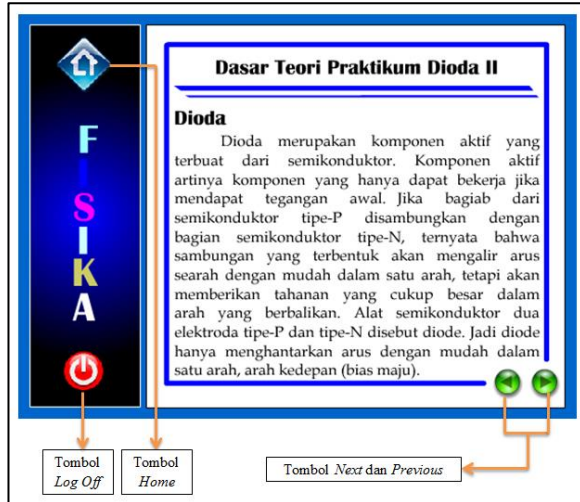 Dasar Teori Praktikum Dioda II
FISIKA
Dioda
Dioda merupakan komponen aktif yang
terbuat dari semikonduktor. Komponen aktif
artinya komponen yang hanya dapat bekerja jika
mendapat tegangan awal. Jika bagiab dari
semikonduktor tipe-P disambungkan dengan
bagian semikonduktor tipe-N, ternyata bahwa
sambungan yang terbentuk akan mengalir arus
searah dengan mudah dalam satu arah, tetapi akan
memberikan tahanan yang cukup besar dalam
arah yang berbalikan. Alat semikonduktor dua
elektroda tipe-P dan tipe-N disebut diode. Jadi diode
hanya menghantarkan arus dengan mudah dalam
satu arah, arah kedepan (bias maju).
Tombol
Log Off
Tombol
Home
Tombol Next dan Previous